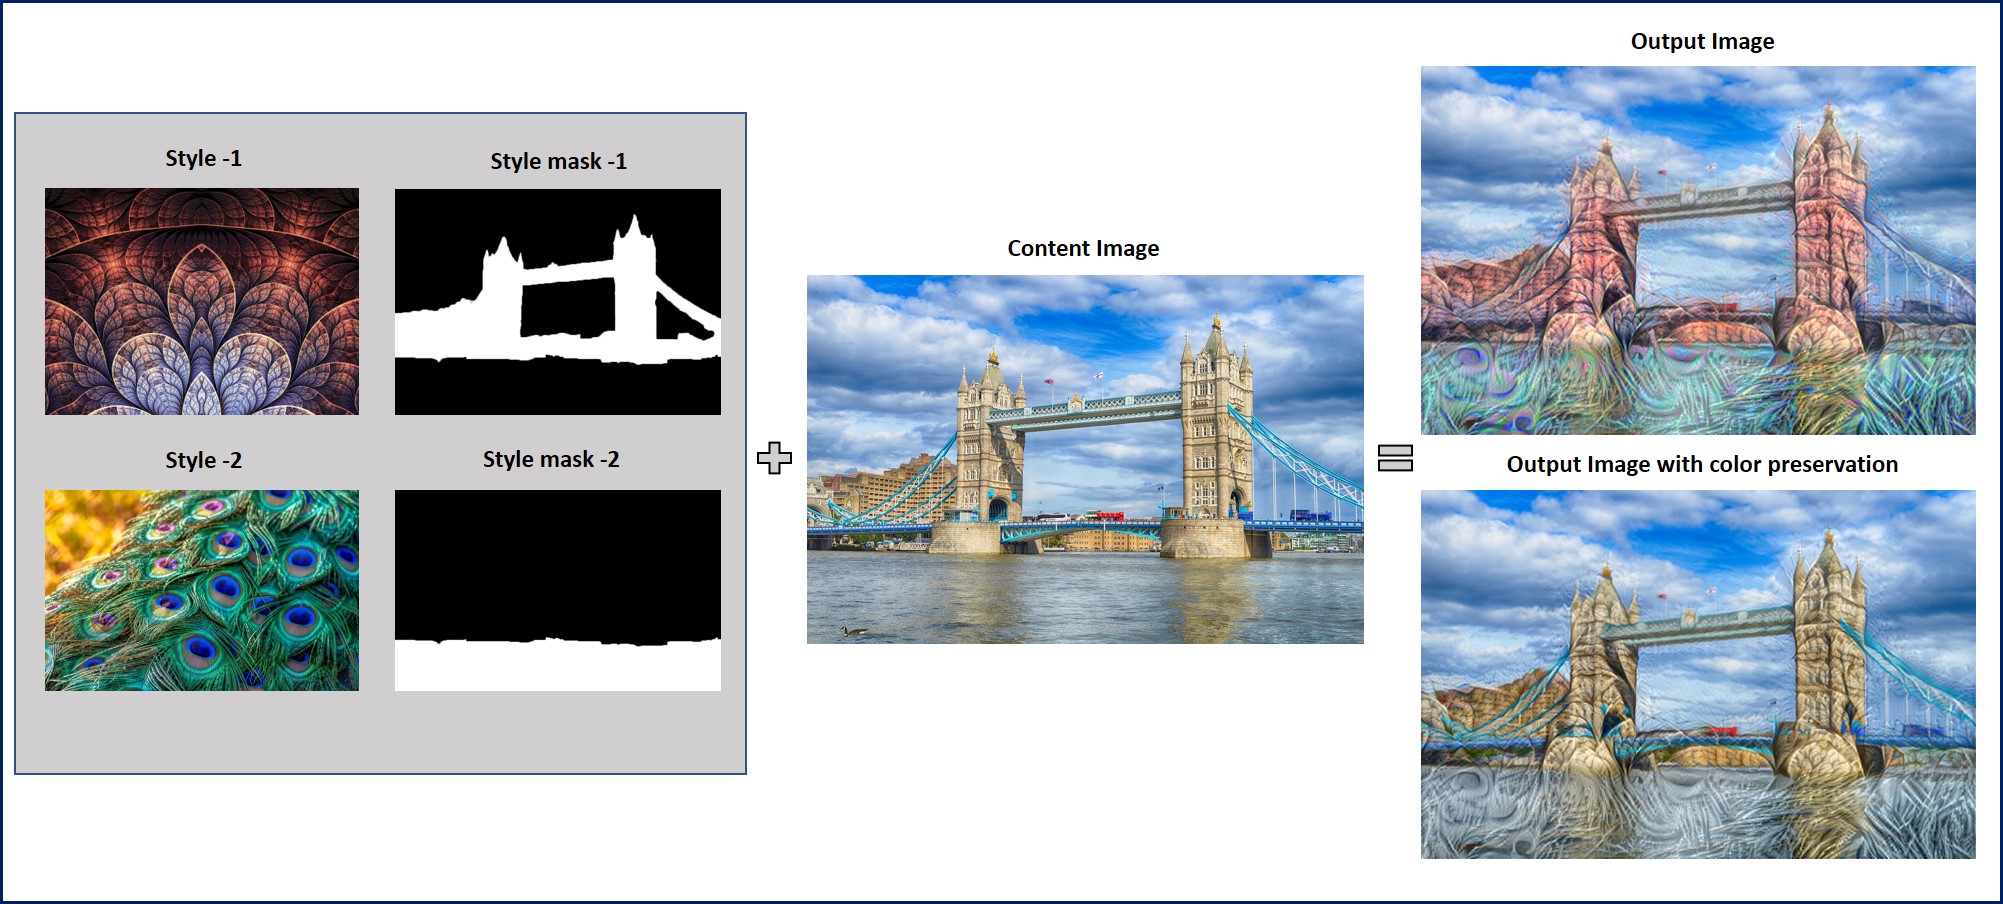 Style -1
Style mask -1
Style -2
Style mask -2
Content Image
Output Image
Output Image with color preservation